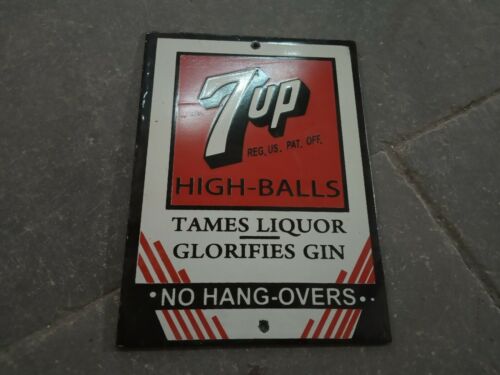 7up
REG. US. PAT. OFF.
HIGH-BALLS
TAMES LIQUOR
GLORIFIES GIN
•NO HANG-OVERS••